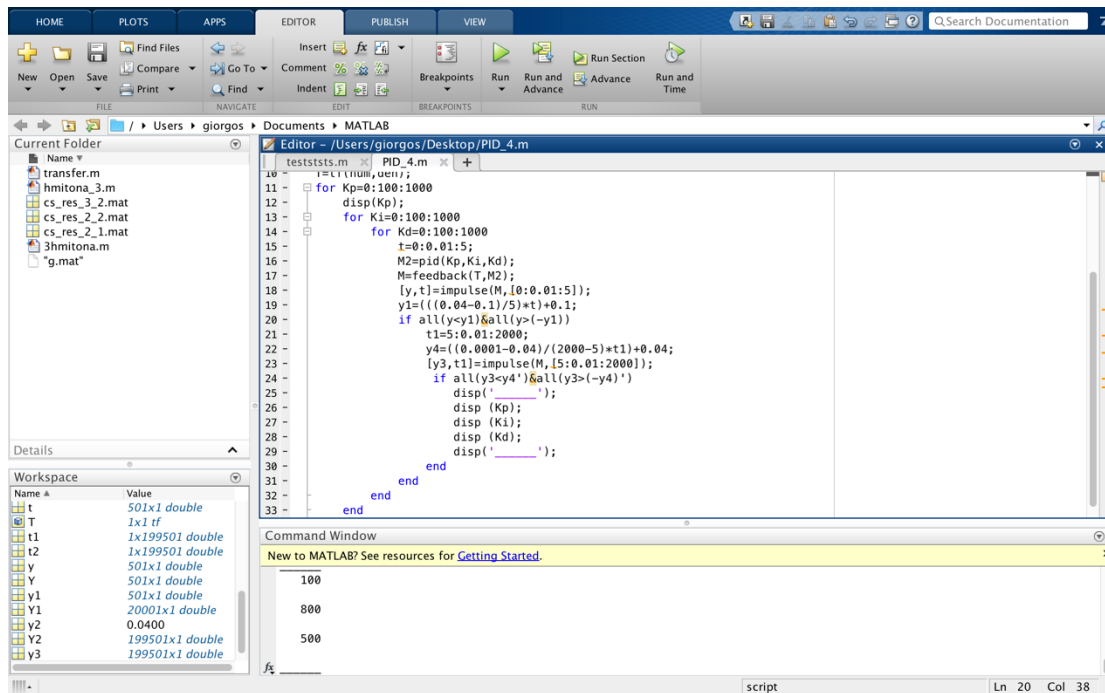 HOME PLOTS APPS EDITOR PUBLISH VIEW Search Documentation
New Open Save Find Files Compare Print
FILE
Go To Find
NAVIGATE
Insert fx
Comment
Indent
EDIT
Breakpoints
BREAKPOINTS
Run Run and Advance Run Section Advance Run and Time
RUN
/ Users giorgos Documents MATLAB
Current Folder
Name
transfer.m
hmitona_3.m
cs_res_3_2.mat
cs_res_2_2.mat
cs_res_2_1.mat
3hmitona.m
"g.mat"
Details
Workspace
Name Value
t 501x1 double
T 1x1 tf
t1 1x199501 double
t2 1x199501 double
y 501x1 double
Y 501x1 double
y1 501x1 double
Y1 20001x1 double
y2 0.0400
Y2 199501x1 double
y3 199501x1 double
Editor - /Users/giorgos/Desktop/PID_4.m
testststs.m PID_4.m +
10 - T=tf(num,den);
11 - for Kp=0:100:1000
12 - disp(Kp);
13 - for Ki=0:100:1000
14 - for Kd=0:100:1000
15 - t=0:0.01:5;
16 - M2=pid(Kp,Ki,Kd);
17 - M=feedback(T,M2);
18 - [y,t]=impulse(M,[0:0.01:5]);
19 - y1=(((0.04-0.1)/5)*t)+0.1;
20 - if all(y<y1)&all(y>(-y1))
21 - t1=5:0.01:2000;
22 - y4=((0.0001-0.04)/(2000-5)*t1)+0.04;
23 - [y3,t1]=impulse(M,[5:0.01:2000]);
24 - if all(y3<y4')&all(y3>(-y4)')
25 - disp('______');
26 - disp (Kp);
27 - disp (Ki);
28 - disp (Kd);
29 - disp('______');
30 - end
31 - end
32 - end
33 - end
Command Window
New to MATLAB? See resources for Getting Started.
______
100
800
500
fx ______
script Ln 20 Col 38